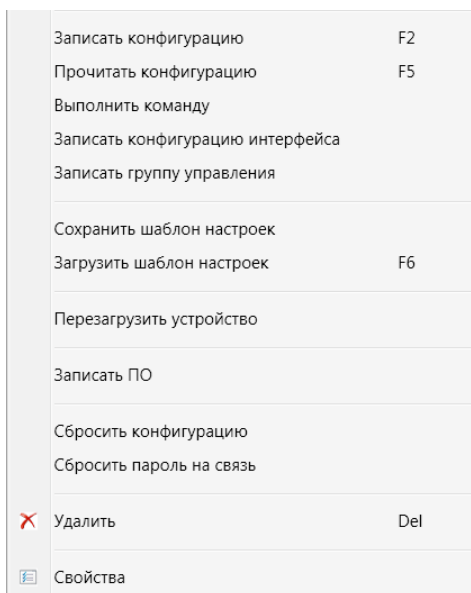 Записать конфигурацию F2
Прочитать конфигурацию F5
Выполнить команду
Записать конфигурацию интерфейса
Записать группу управления
Сохранить шаблон настроек
Загрузить шаблон настроек F6
Перезагрузить устройство
Записать ПО
Сбросить конфигурацию
Сбросить пароль на связь
Удалить Del
Свойства